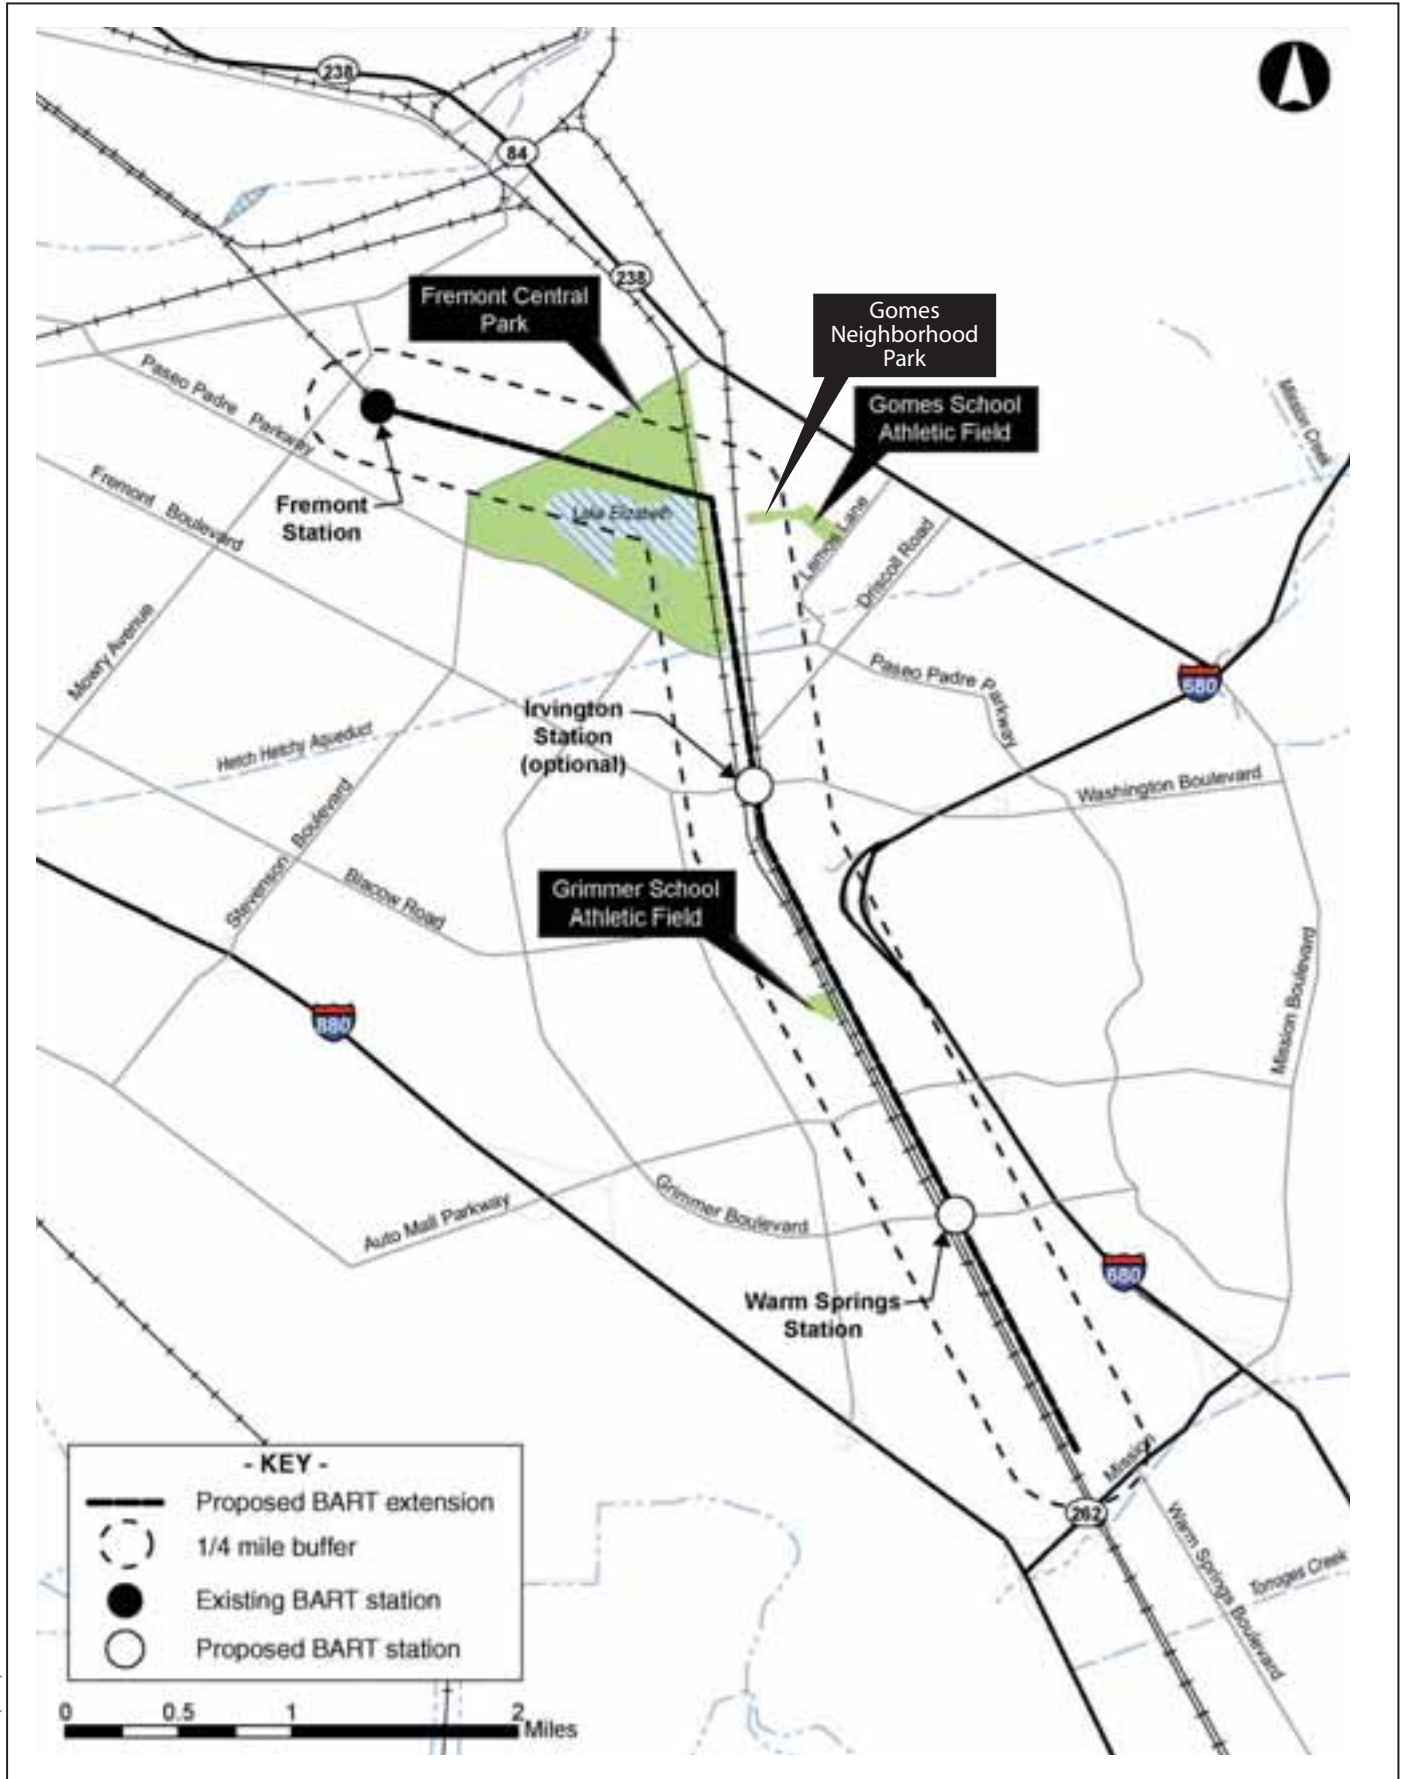 238
84
238
Fremont Central
Park
Gomes
Neighborhood
Park
Gomes School
Athletic Field
Mission Creek
Paseo Padre Parkway
Fremont Boulevard
Fremont
Station
Lake Elizabeth
Lemos Lane
Driscoll Road
Mowry Avenue
Paseo Padre Parkway
680
Irvington
Station
(optional)
Hetch Hetchy Aqueduct
Washington Boulevard
Stevenson Boulevard
Blacow Road
Grimmer School
Athletic Field
Mission Boulevard
880
Grimmer Boulevard
Auto Mall Parkway
680
Warm Springs
Station
Mission
262
Warm Springs Boulevard
Torroges Creek
- KEY -
Proposed BART extension
1/4 mile buffer
Existing BART station
Proposed BART station
0 0.5 1 2
Miles